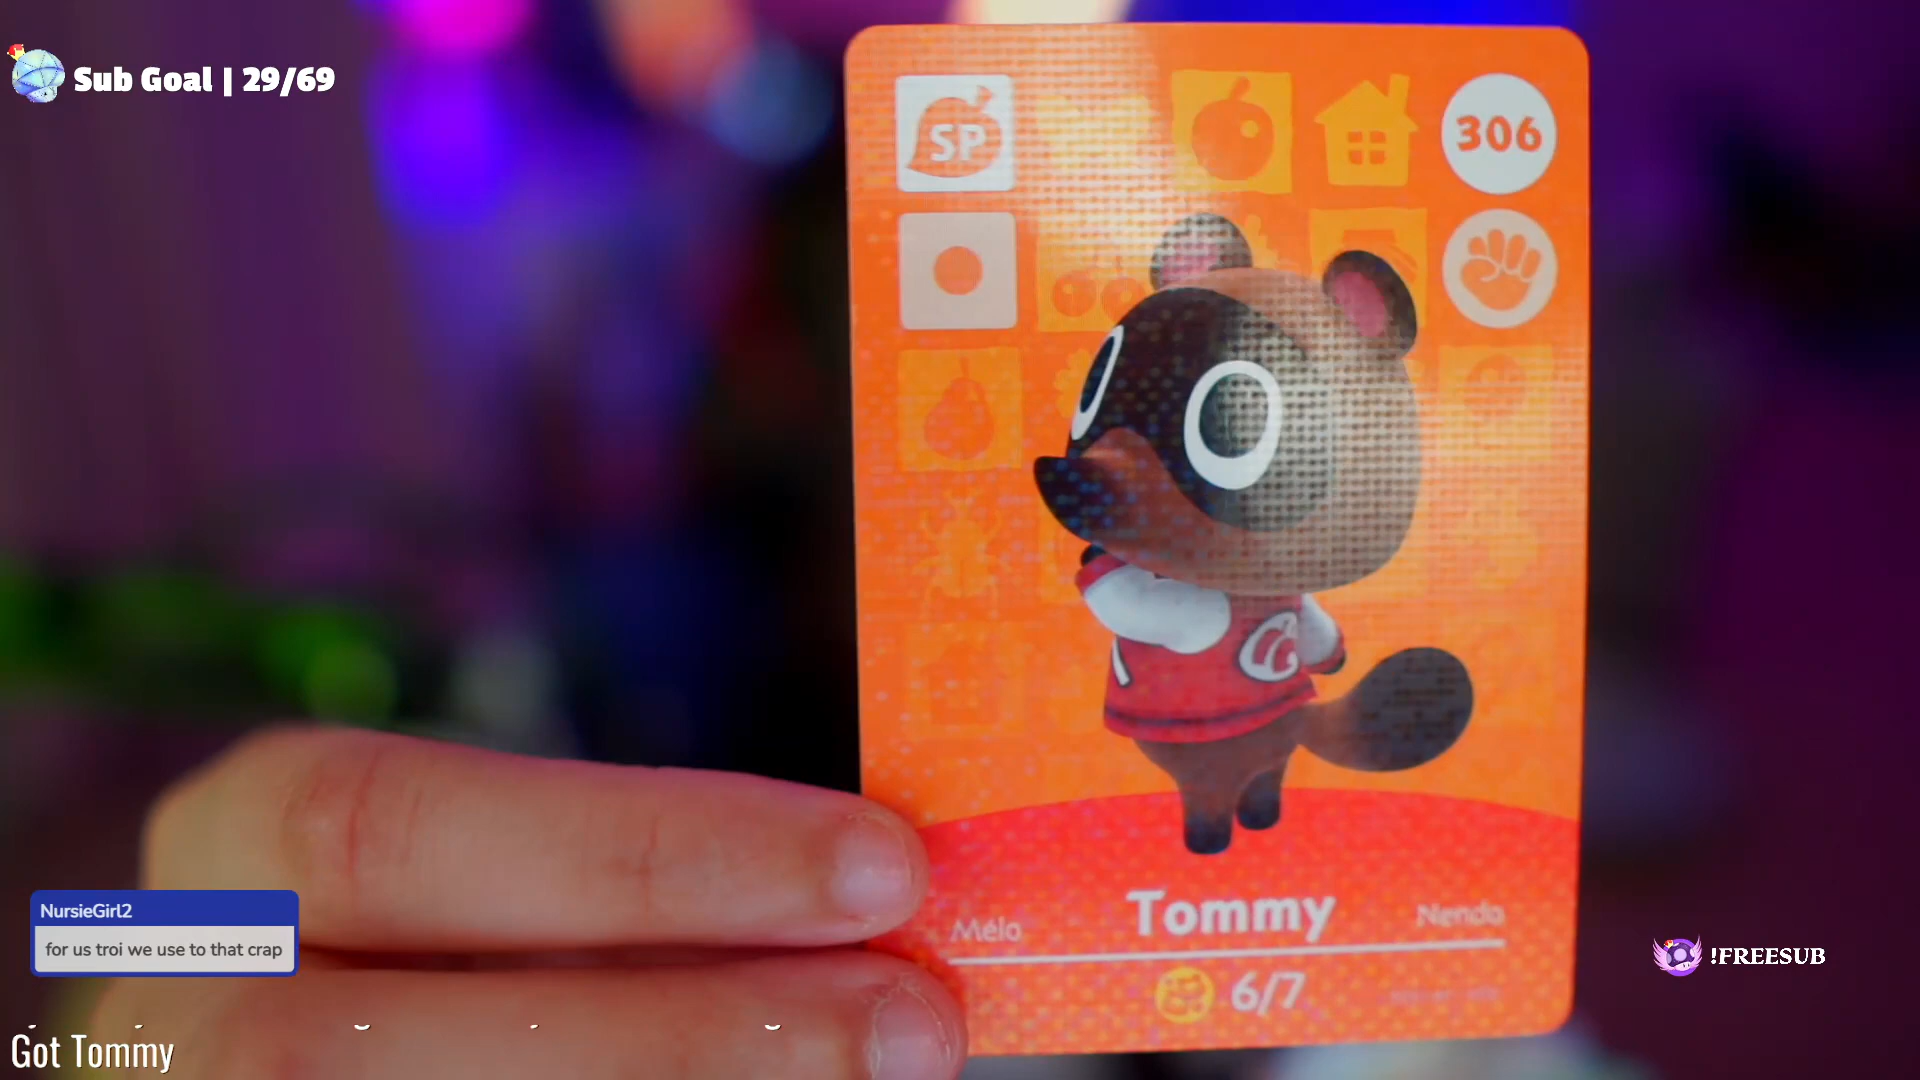 Sub Goal | 29/69
SP
306
Mélo
Tommy
Nendo
6/7
NursieGirl2
for us troi we use to that crap
!FREESUB
Got Tommy